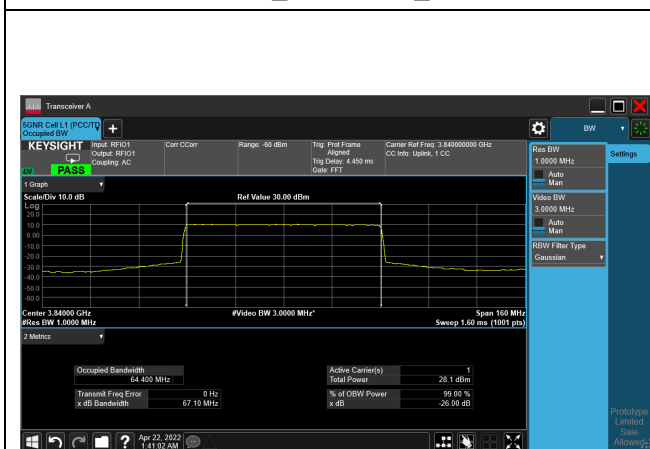 Transceiver A
5GNR Cell L1 (PCC/TD
Occupied BW
BW
KEYSIGHT
Input: RFIO1
Output: RFIO1
Coupling: AC
Corr CCorr
Range: -60 dBm
Trig: Prot Frame
Aligned
Trig Delay: 4.450 ms
Gate: FFT
Carrier Ref Freq: 3.840000000 GHz
CC Info: Uplink, 1 CC
PASS
1 Graph
Scale/Div 10.0 dB
Ref Value 30.00 dBm
Log
20.0
10.0
0.00
-10.0
-20.0
-30.0
-40.0
-50.0
-60.0
Center 3.84000 GHz
#Video BW 3.0000 MHz*
Span 160 MHz
#Res BW 1.0000 MHz
Sweep 1.60 ms (1001 pts)
2 Metrics
Occupied Bandwidth
64.400 MHz
Active Carrier(s) 1
Total Power 28.1 dBm
Transmit Freq Error 0 Hz
x dB Bandwidth 67.10 MHz
% of OBW Power 99.00 %
x dB -26.00 dB
Res BW
1.0000 MHz
Auto
Man
Video BW
3.0000 MHz
Auto
Man
RBW Filter Type
Gaussian
Settings
Prototype
Limited
Sale
Allowed
Apr 22, 2022
1:41:02 AM